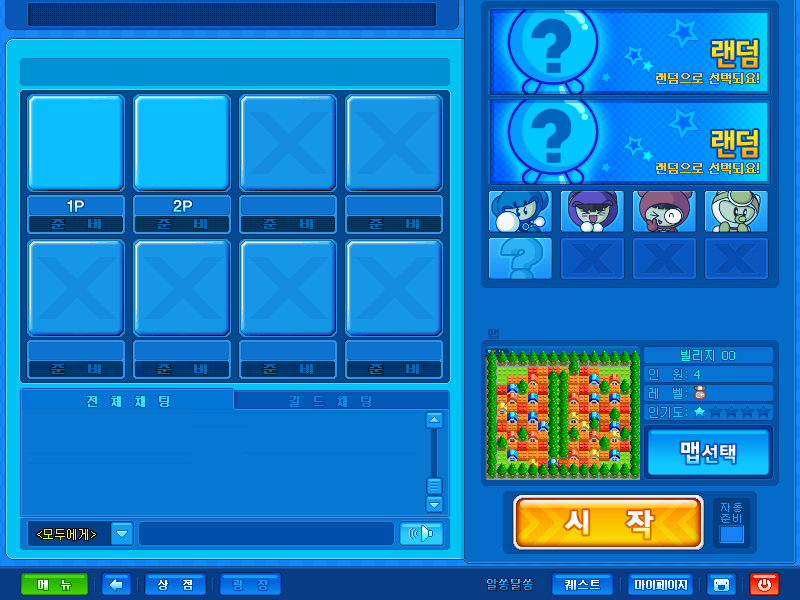 랜덤
랜덤으로 선택되요!
랜덤
랜덤으로 선택되요!
1P
2P
준 비
준 비
준 비
준 비
준 비
준 비
준 비
준 비
맵
빌리지 00
인 원: 4
레 벨:
인기도:
맵선택
전 체 채 팅
길 드 채 팅
<모두에게>
시 작
자동
준비
메 뉴
상 점
광 장
알쏭달쏭
퀘스트
마이페이지